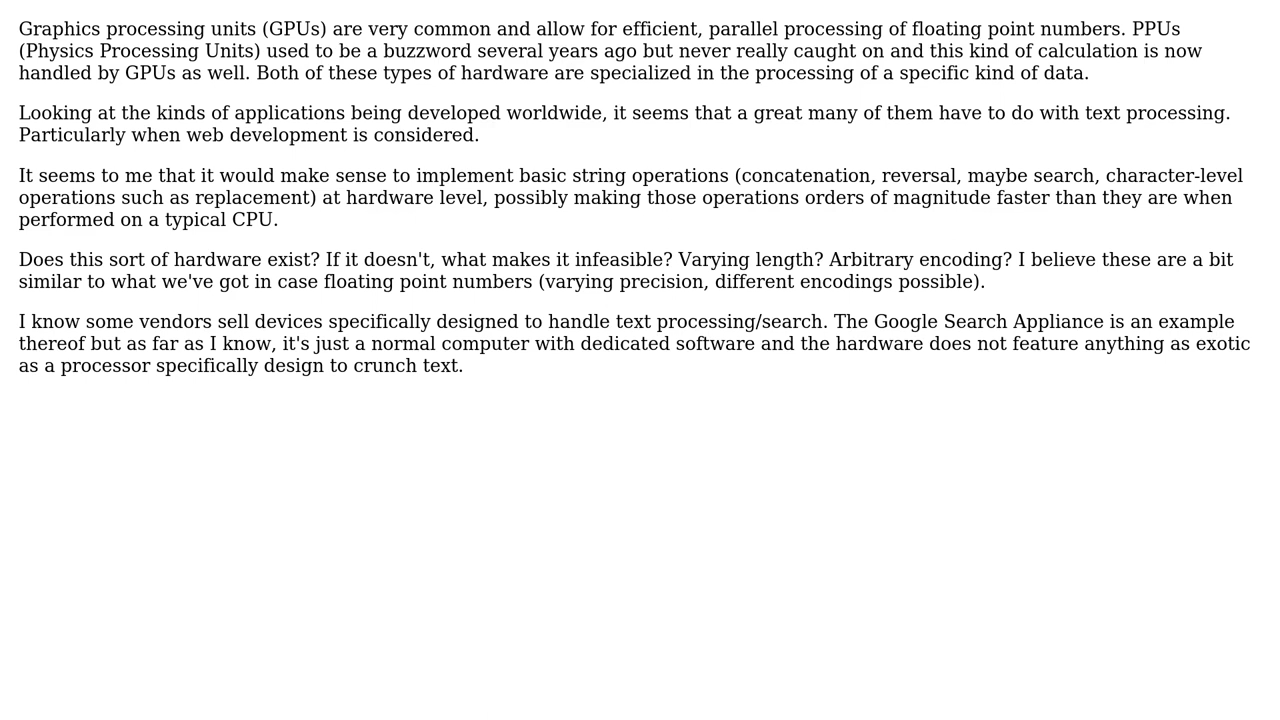 Graphics processing units (GPUs) are very common and allow for efficient, parallel processing of floating point numbers. PPUs
(Physics Processing Units) used to be a buzzword several years ago but never really caught on and this kind of calculation is now
handled by GPUs as well. Both of these types of hardware are specialized in the processing of a specific kind of data.
Looking at the kinds of applications being developed worldwide, it seems that a great many of them have to do with text processing.
Particularly when web development is considered.
It seems to me that it would make sense to implement basic string operations (concatenation, reversal, maybe search, character-level
operations such as replacement) at hardware level, possibly making those operations orders of magnitude faster than they are when
performed on a typical CPU.
Does this sort of hardware exist? If it doesn't, what makes it infeasible? Varying length? Arbitrary encoding? I believe these are a bit
similar to what we've got in case floating point numbers (varying precision, different encodings possible).
I know some vendors sell devices specifically designed to handle text processing/search. The Google Search Appliance is an example
thereof but as far as I know, it's just a normal computer with dedicated software and the hardware does not feature anything as exotic
as a processor specifically design to crunch text.